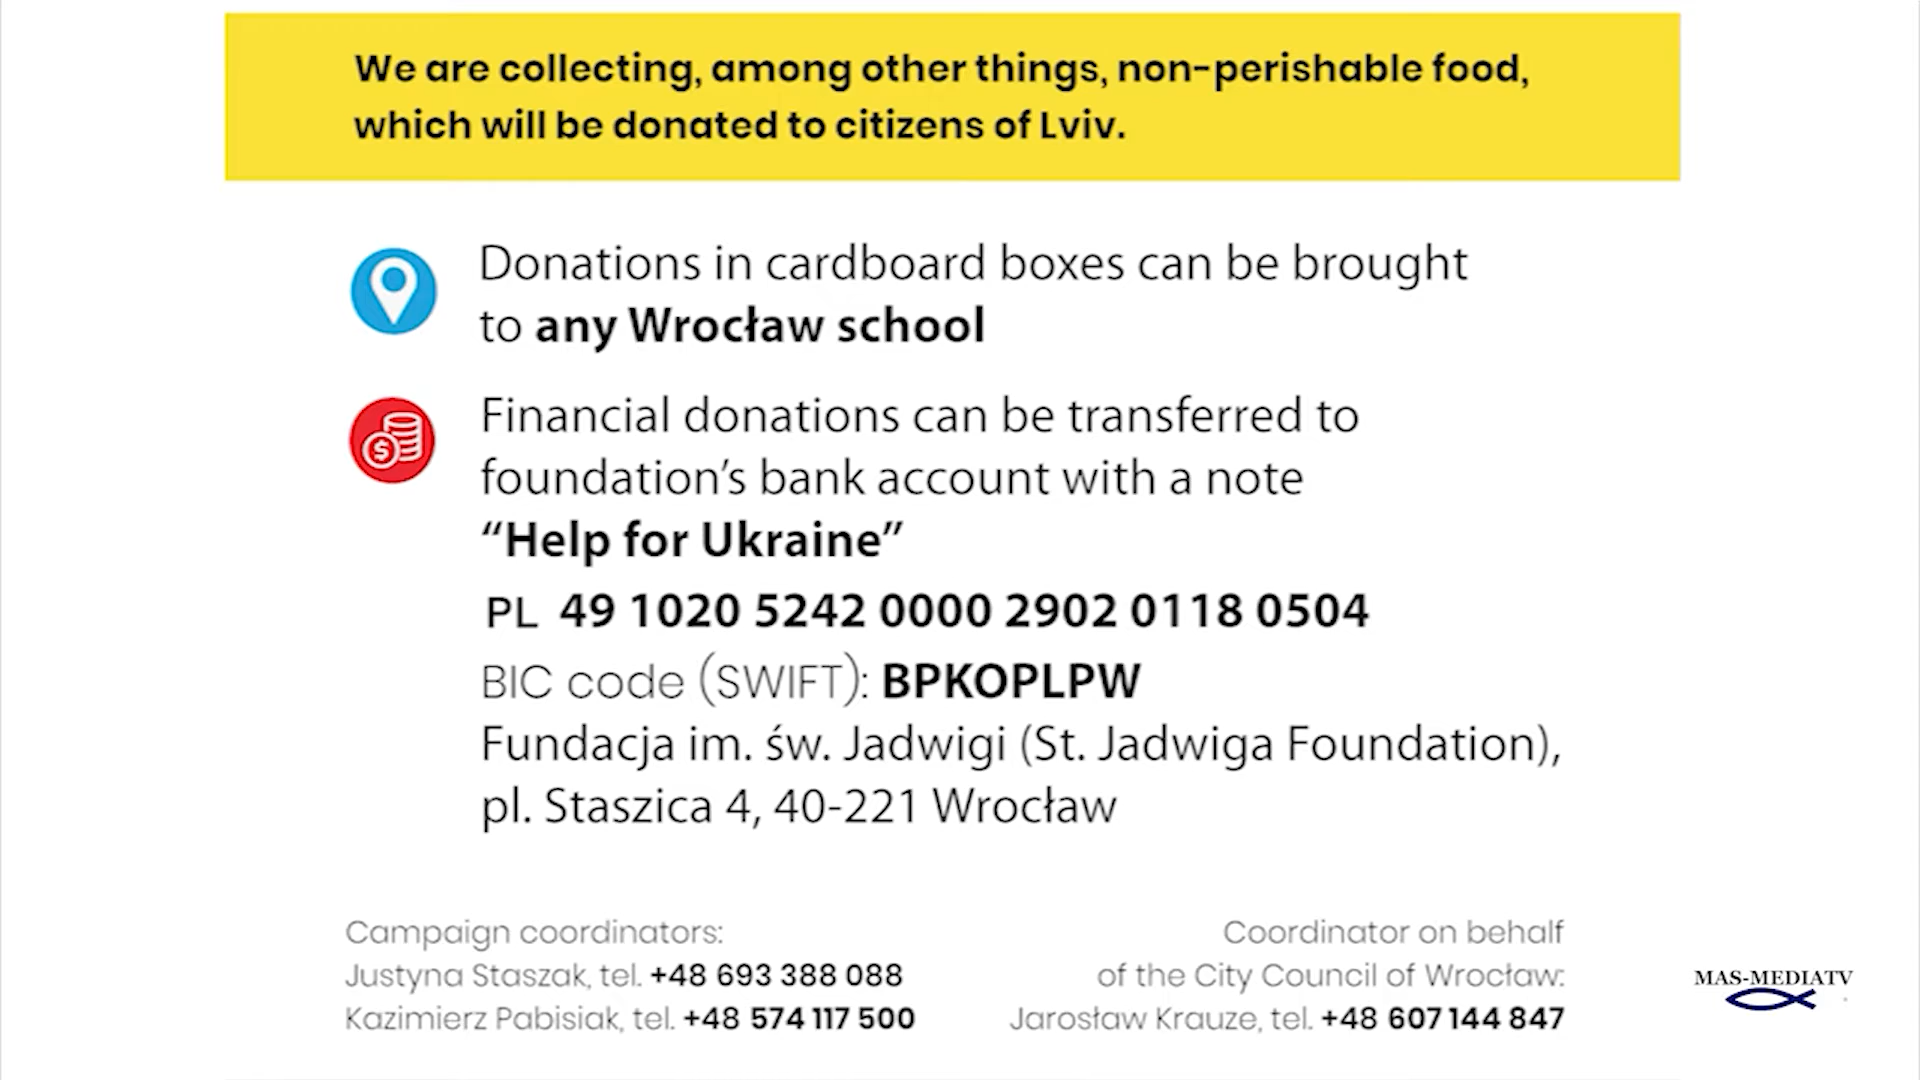 We are collecting, among other things, non-perishable food,
which will be donated to citizens of Lviv.
Donations in cardboard boxes can be brought
to any Wrocław school
Financial donations can be transferred to
foundation’s bank account with a note
“Help for Ukraine”
PL 49 1020 5242 0000 2902 0118 0504
BIC code (SWIFT): BPKOPLPW
Fundacja im. św. Jadwigi (St. Jadwiga Foundation),
pl. Staszica 4, 40-221 Wrocław
Campaign coordinators:
Justyna Staszak, tel. +48 693 388 088
Kazimierz Pabisiak, tel. +48 574 117 500
Coordinator on behalf
of the City Council of Wrocław:
Jarosław Krauze, tel. +48 607 144 847
MAS-MEDIATV